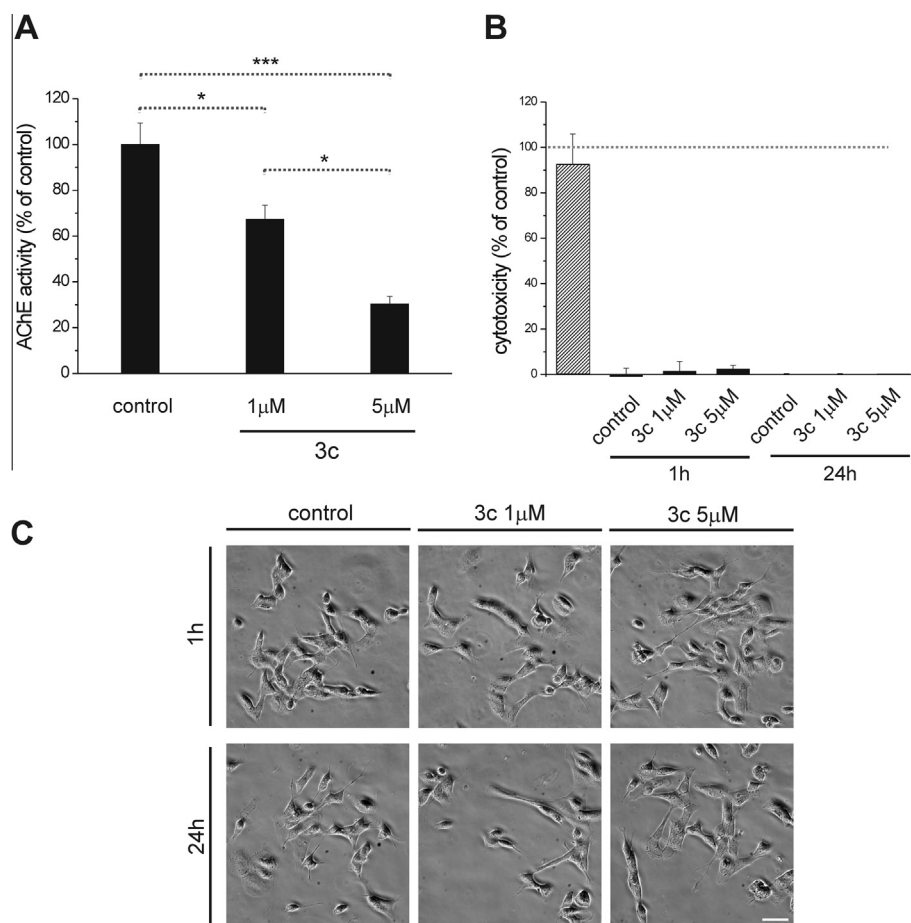 A
***
*
*
AChE activity (% of control)
120
100
80
60
40
20
0
control
1μM
5μM
3c
B
cytotoxicity (% of control)
120
100
80
60
40
20
0
control
3c 1μM
3c 5μM
control
3c 1μM
3c 5μM
1h
24h
C
control
3c 1μM
3c 5μM
1h
24h